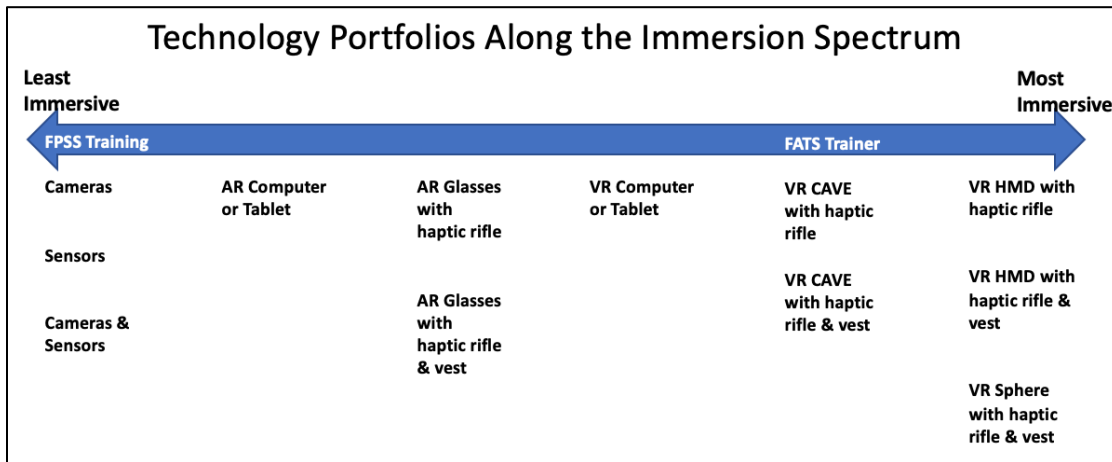 Technology Portfolios Along the Immersion Spectrum
Least
Immersive
Most
Immersive
FPSS Training
FATS Trainer
Cameras
Sensors
Cameras &
Sensors
AR Computer
or Tablet
AR Glasses
with
haptic rifle
AR Glasses
with
haptic rifle
& vest
VR Computer
or Tablet
VR CAVE
with haptic
rifle
VR CAVE
with haptic
rifle & vest
VR HMD with
haptic rifle
VR HMD with
haptic rifle &
vest
VR Sphere
with haptic
rifle & vest